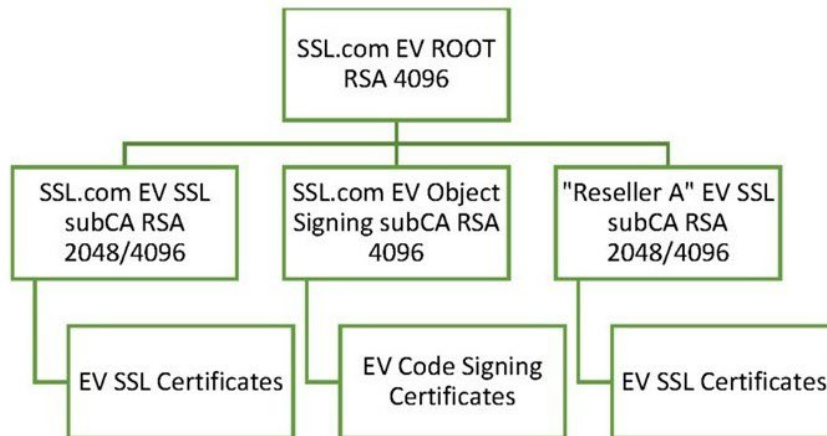 SSL.com EV ROOT
RSA 4096
SSL.com EV SSL
subCA RSA
2048/4096
SSL.com EV Object
Signing subCA RSA
4096
"Reseller A" EV SSL
subCA RSA
2048/4096
EV SSL Certificates
EV Code Signing
Certificates
EV SSL Certificates